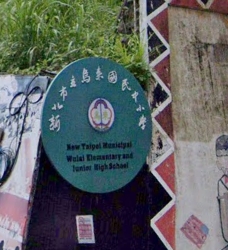 新北市立烏來國民中小學
New Taipei Municipal
Wulai Elementary and
Junior High School